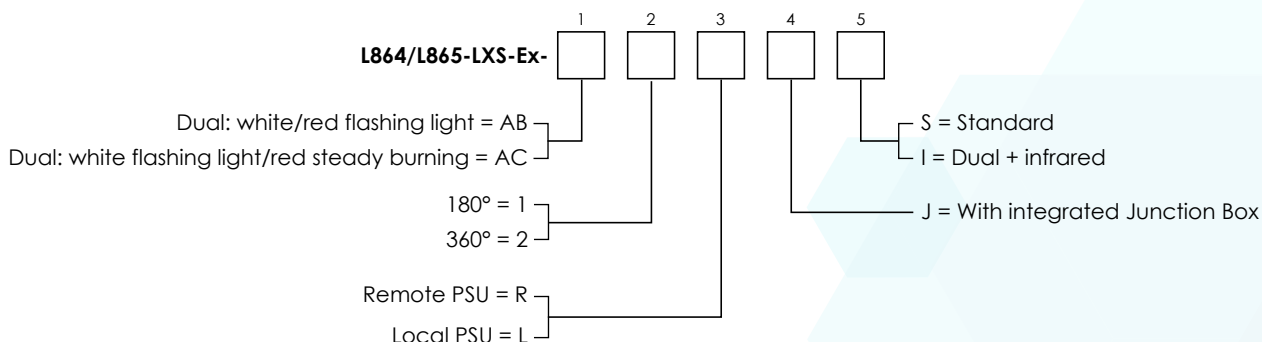 1 2 3 4 5
L864/L865-LXS-Ex-
Dual: white/red flashing light = AB
Dual: white flashing light/red steady burning = AC
180° = 1
360° = 2
Remote PSU = R
Local PSU = L
S = Standard
I = Dual + infrared
J = With integrated Junction Box